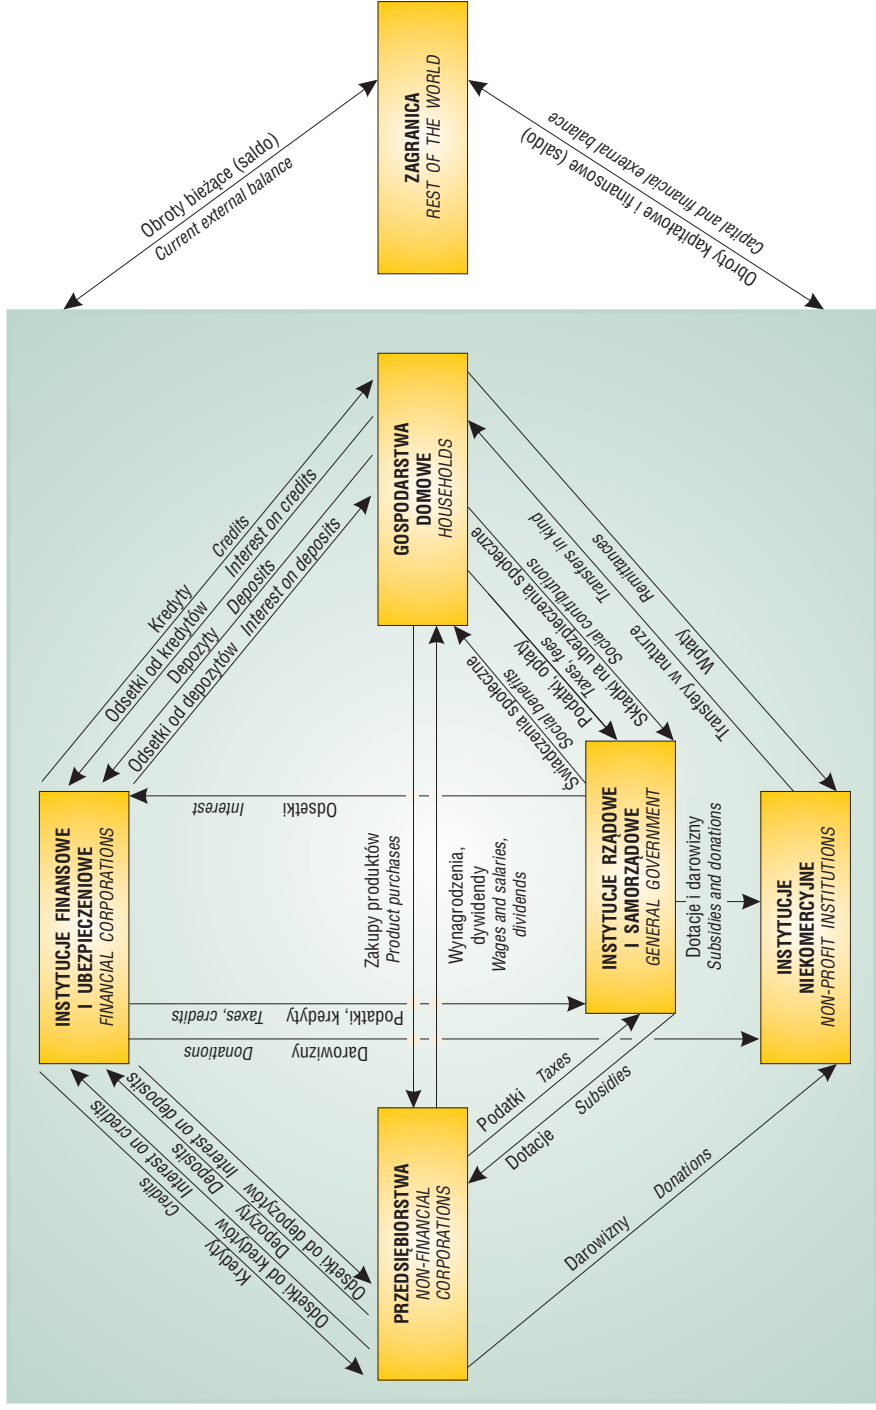 ZAGRANICA
REST OF THE WORLD
Obroty bieżące (saldo)
Current external balance
Capital and financial external balance
Obroty kapitałowe i finansowe (saldo)
GOSPODARSTWA
DOMOWE
HOUSEHOLDS
Kredyty Credits
Odsetki od kredytów Interest on credits
Depozyty Deposits
Odsetki od depozytów Interest on deposits
Wpłaty Remittances
Transfery w naturze Transfers in kind
Składki na ubezpieczenia społeczne
Social contributions
Taxes, fees
Podatki, opłaty
Social benefits
Świadczenia społeczne
INSTYTUCJE FINANSOWE
I UBEZPIECZENIOWE
FINANCIAL CORPORATIONS
Odsetki Interest
Zakupy produktów
Product purchases
Wynagrodzenia,
dywidendy
Wages and salaries,
dividends
INSTYTUCJE RZĄDOWE
I SAMORZĄDOWE
GENERAL GOVERNMENT
Dotacje i darowizny
Subsidies and donations
INSTYTUCJE
NIEKOMERCYJNE
NON-PROFIT INSTITUTIONS
Podatki, kredyty Taxes, credits
Darowizny Donations
Odsetki od depozytów Interest on deposits
Depozyty Deposits
Odsetki od kredytów Interest on credits
Kredyty Credits
PRZEDSIĘBIORSTWA
NON-FINANCIAL
CORPORATIONS
Podatki Taxes
Dotacje Subsidies
Darowizny Donations